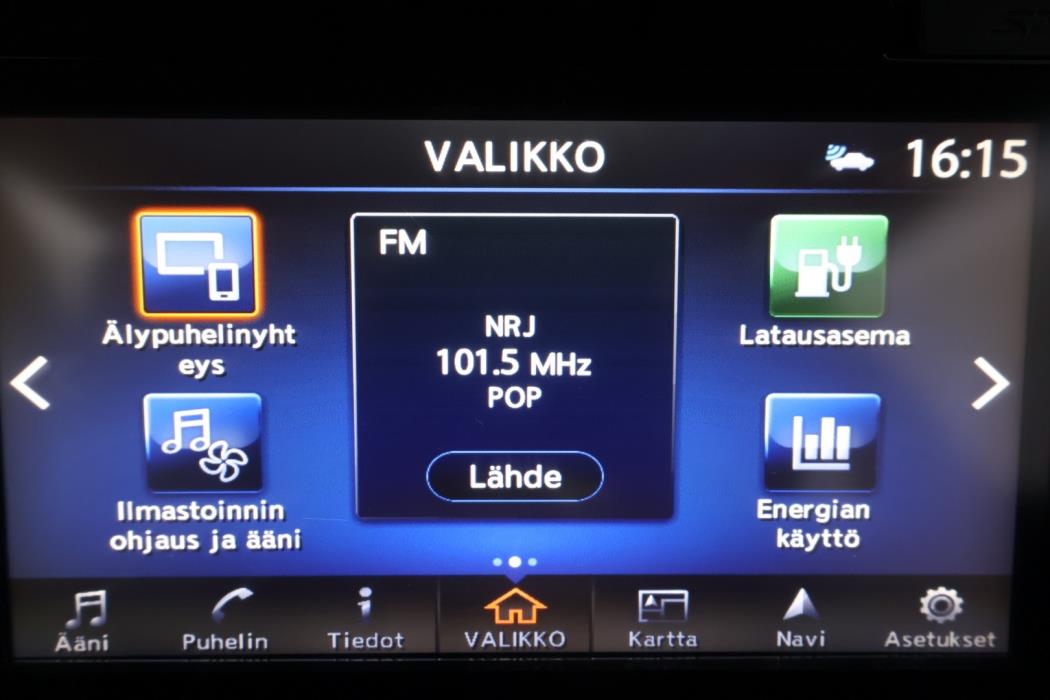 VALIKKO
16:15
Älypuhelinyht
eys
FM
NRJ
101.5 MHz
POP
Lähde
Latausasema
Ilmastoinnin
ohjaus ja ääni
Energian
käyttö
Ääni
Puhelin
Tiedot
VALIKKO
Kartta
Navi
Asetukset